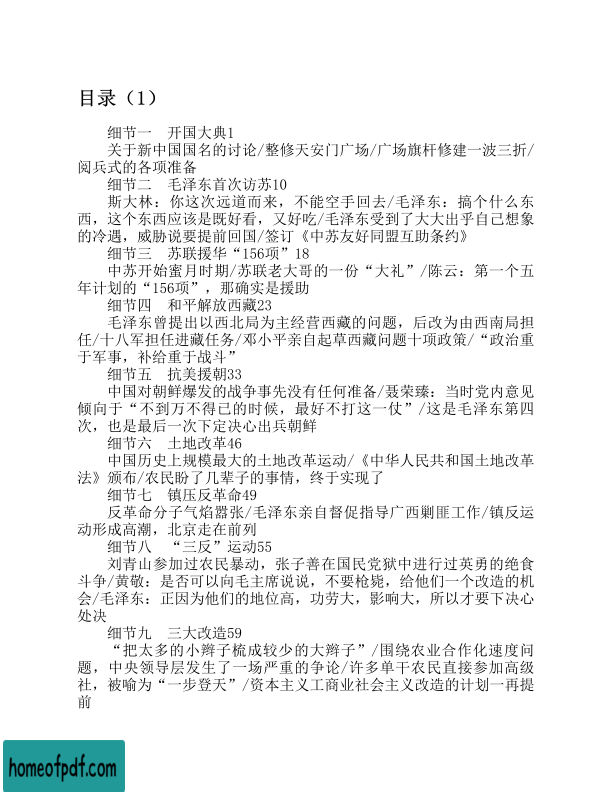 目录（1）
细节一　开国大典1
关于新中国国名的讨论/整修天安门广场/广场旗杆修建一波三折/
阅兵式的各项准备
细节二　毛泽东首次访苏10
斯大林：你这次远道而来，不能空手回去/毛泽东：搞个什么东
西，这个东西应该是既好看，又好吃/毛泽东受到了大大出乎自己想象
的冷遇，威胁说要提前回国/签订《中苏友好同盟互助条约》
细节三　苏联援华“156项”18
中苏开始蜜月时期/苏联老大哥的一份“大礼”/陈云：第一个五
年计划的“156项”，那确实是援助
细节四　和平解放西藏23
毛泽东曾提出以西北局为主经营西藏的问题，后改为由西南局担
任/十八军担任进藏任务/邓小平亲自起草西藏问题十项政策/“政治重
于军事，补给重于战斗”
细节五　抗美援朝33
中国对朝鲜爆发的战争事先没有任何准备/聂荣臻：当时党内意见
倾向于“不到万不得已的时候，最好不打这一仗”/这是毛泽东第四
次，也是最后一次下定决心出兵朝鲜
细节六　土地改革46
中国历史上规模最大的土地改革运动/《中华人民共和国土地改革
法》颁布/农民盼了几辈子的事情，终于实现了
细节七　镇压反革命49
反革命分子气焰嚣张/毛泽东亲自督促指导广西剿匪工作/镇反运
动形成高潮，北京走在前列
细节八　“三反”运动55
刘青山参加过农民暴动，张子善在国民党狱中进行过英勇的绝食
斗争/黄敬：是否可以向毛主席说说，不要枪毙，给他们一个改造的机
会/毛泽东：正因为他们的地位高，功劳大，影响大，所以才要下决心
处决
细节九　三大改造59
“把太多的小辫子梳成较少的大辫子”/围绕农业合作化速度问
题，中央领导层发生了一场严重的争论/许多单干农民直接参加高级
社，被喻为“一步登天”/资本主义工商业社会主义改造的计划一再提
前
homeofpdf.com